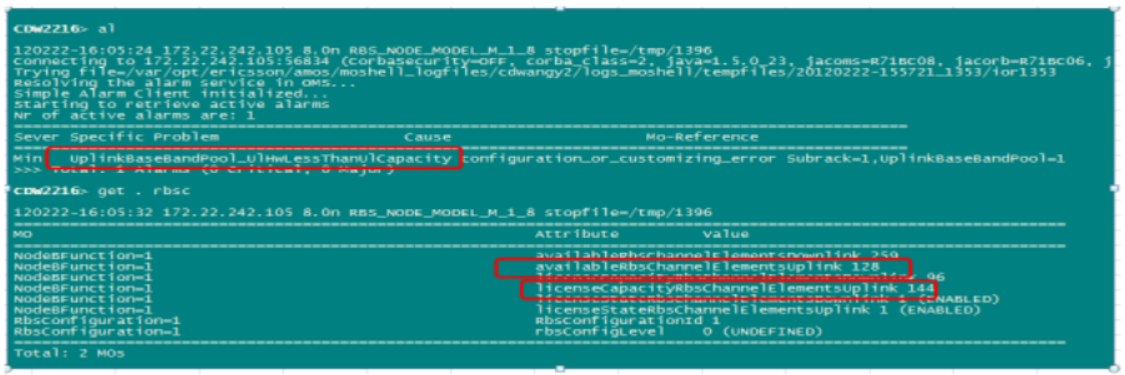 CDW2216> al
120222-16:05:24 172.22.242.105 8.0n RBS_NODE_MODEL_M_1_8 stopfile=/tmp/1396
Connecting to 172.22.242.105:56834 (Corbasecurity=OFF, corba_class=2, java=1.5.0_23, jacoms=R71BC08, jacorb=R71BC06, j
Trying file=/var/opt/ericsson/amos/moshell_logfiles/cdwangy2/logs_moshell/tempfiles/20120222-155721_1353/ior1353
Resolving the alarm service in OMS...
Simple Alarm Client initialized...
Starting to retrieve active alarms
Nr of active alarms are: 1
Sever Specific Problem Cause Mo-Reference
Min UplinkBaseBandPool_UlHwLessThanUlCapacity configuration_or_customizing_error Subrack=1,UplinkBaseBandPool=1
>>> Total: 1 Alarms (0 Critical, 0 Major)
CDW2216> get . rbsc
120222-16:05:32 172.22.242.105 8.0n RBS_NODE_MODEL_M_1_8 stopfile=/tmp/1396
MO Attribute Value
NodeBFunction=1 availableRbsChannelElementsDownlink 259
NodeBFunction=1 availableRbsChannelElementsUplink 128
NodeBFunction=1 licenseCapacityRbsChannelElementsDownlink 96
NodeBFunction=1 licenseCapacityRbsChannelElementsUplink 144
NodeBFunction=1 licenseStateRbsChannelElementsDownlink 1 (ENABLED)
NodeBFunction=1 licenseStateRbsChannelElementsUplink 1 (ENABLED)
RbsConfiguration=1 RbsConfigurationId 1
RbsConfiguration=1 rbsConfigLevel 0 (UNDEFINED)
Total: 2 MOs